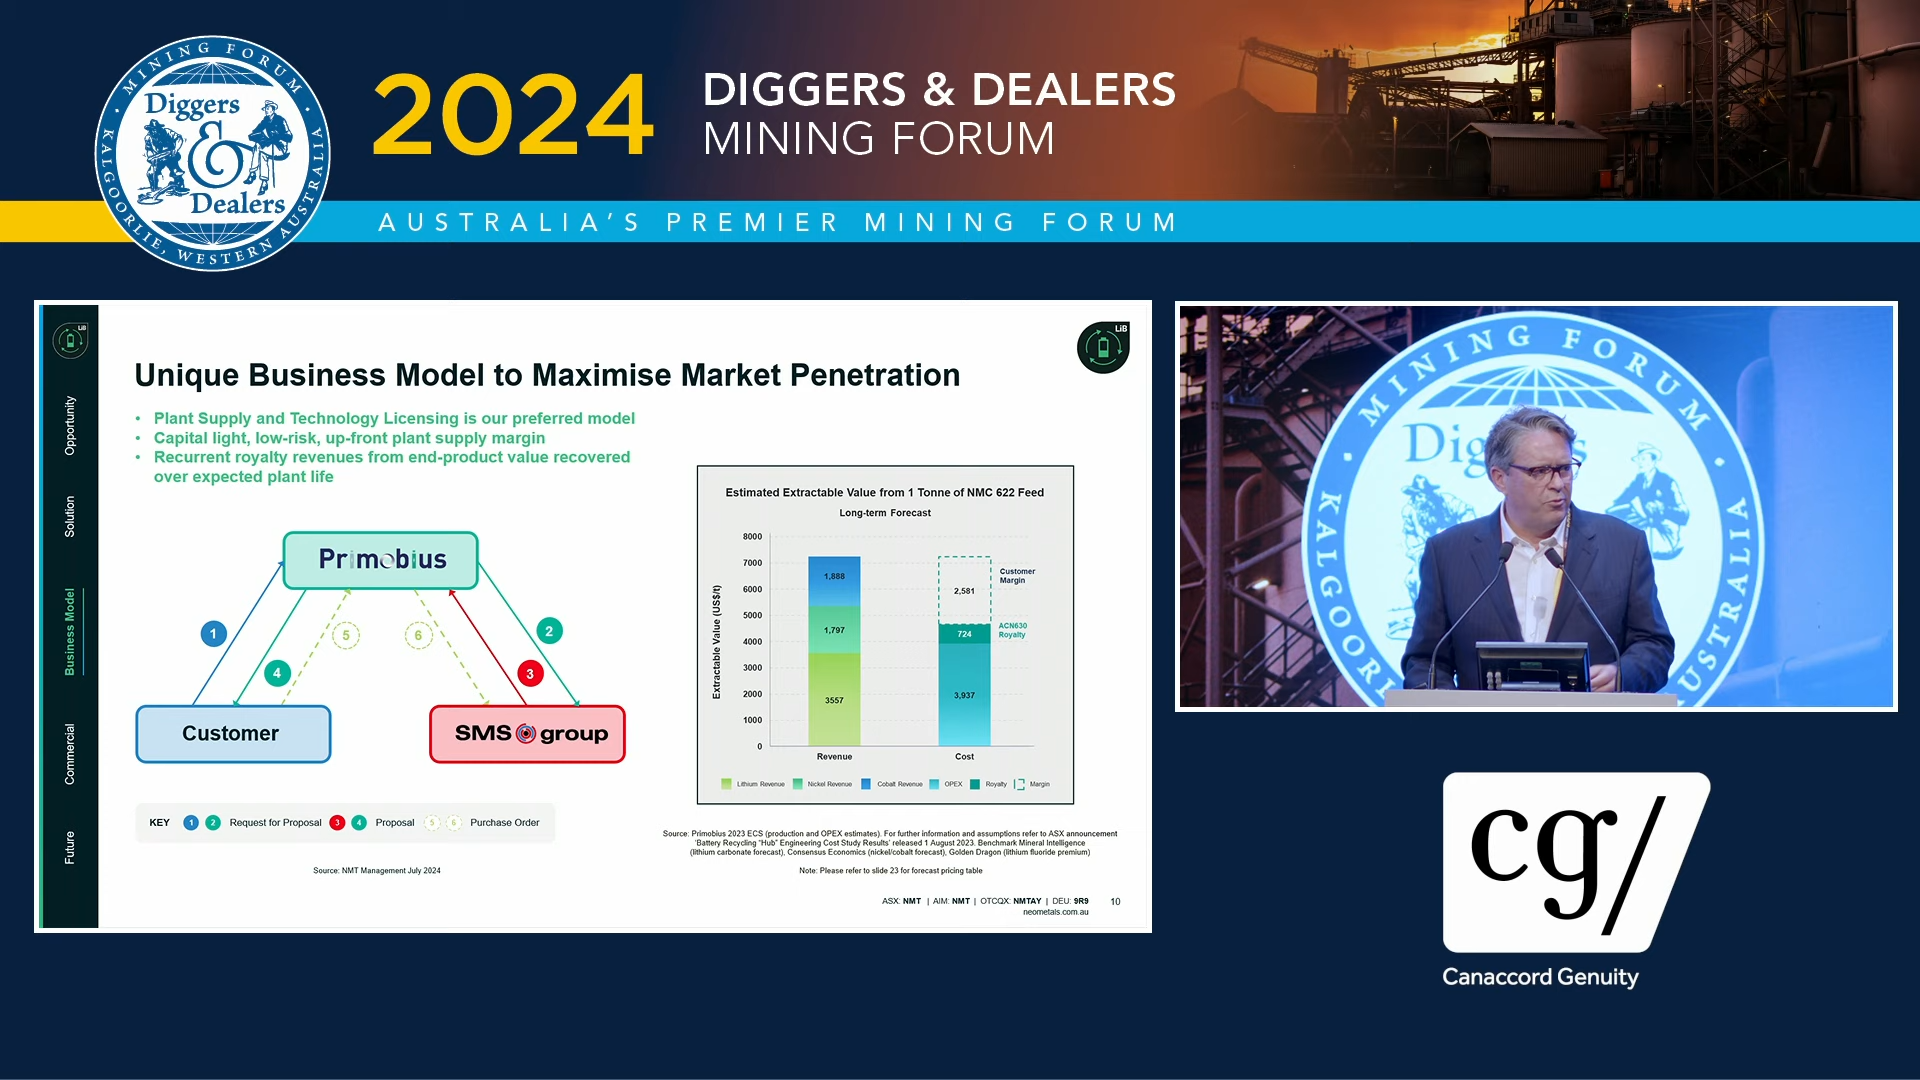 MINING FORUM
Diggers
&
Dealers
KALGOORLIE, WESTERN AUSTRALIA
2024
DIGGERS & DEALERS
MINING FORUM
AUSTRALIA'S PREMIER MINING FORUM
LiB
Opportunity
Solution
Business Model
Commercial
Future
LiB
Unique Business Model to Maximise Market Penetration
• Plant Supply and Technology Licensing is our preferred model
• Capital light, low-risk, up-front plant supply margin
• Recurrent royalty revenues from end-product value recovered
over expected plant life
Primobius
1
4
5
6
3
2
Customer
SMS group
KEY 1 2 Request for Proposal 3 4 Proposal 5 6 Purchase Order
Source: NMT Management July 2024
Estimated Extractable Value from 1 Tonne of NMC 622 Feed
Long-term Forecast
Extractable Value (US$/t)
8000
7000
6000
5000
4000
3000
2000
1000
0
1,888
1,797
3557
2,581
724
3,937
Customer
Margin
ACN630
Royalty
Revenue
Cost
Lithium Revenue Nickel Revenue Cobalt Revenue OPEX Royalty Margin
Source: Primobius 2023 ECS (production and OPEX estimates). For further information and assumptions refer to ASX announcement
'Battery Recycling "Hub" Engineering Cost Study Results' released 1 August 2023. Benchmark Mineral Intelligence
(lithium carbonate forecast), Consensus Economics (nickel/cobalt forecast), Golden Dragon (lithium fluoride premium)
Note: Please refer to slide 23 for forecast pricing table
ASX: NMT | AIM: NMT | OTCQX: NMTAY | DEU: 9R9
neometals.com.au
10
MINING FORUM
cg/
Canaccord Genuity